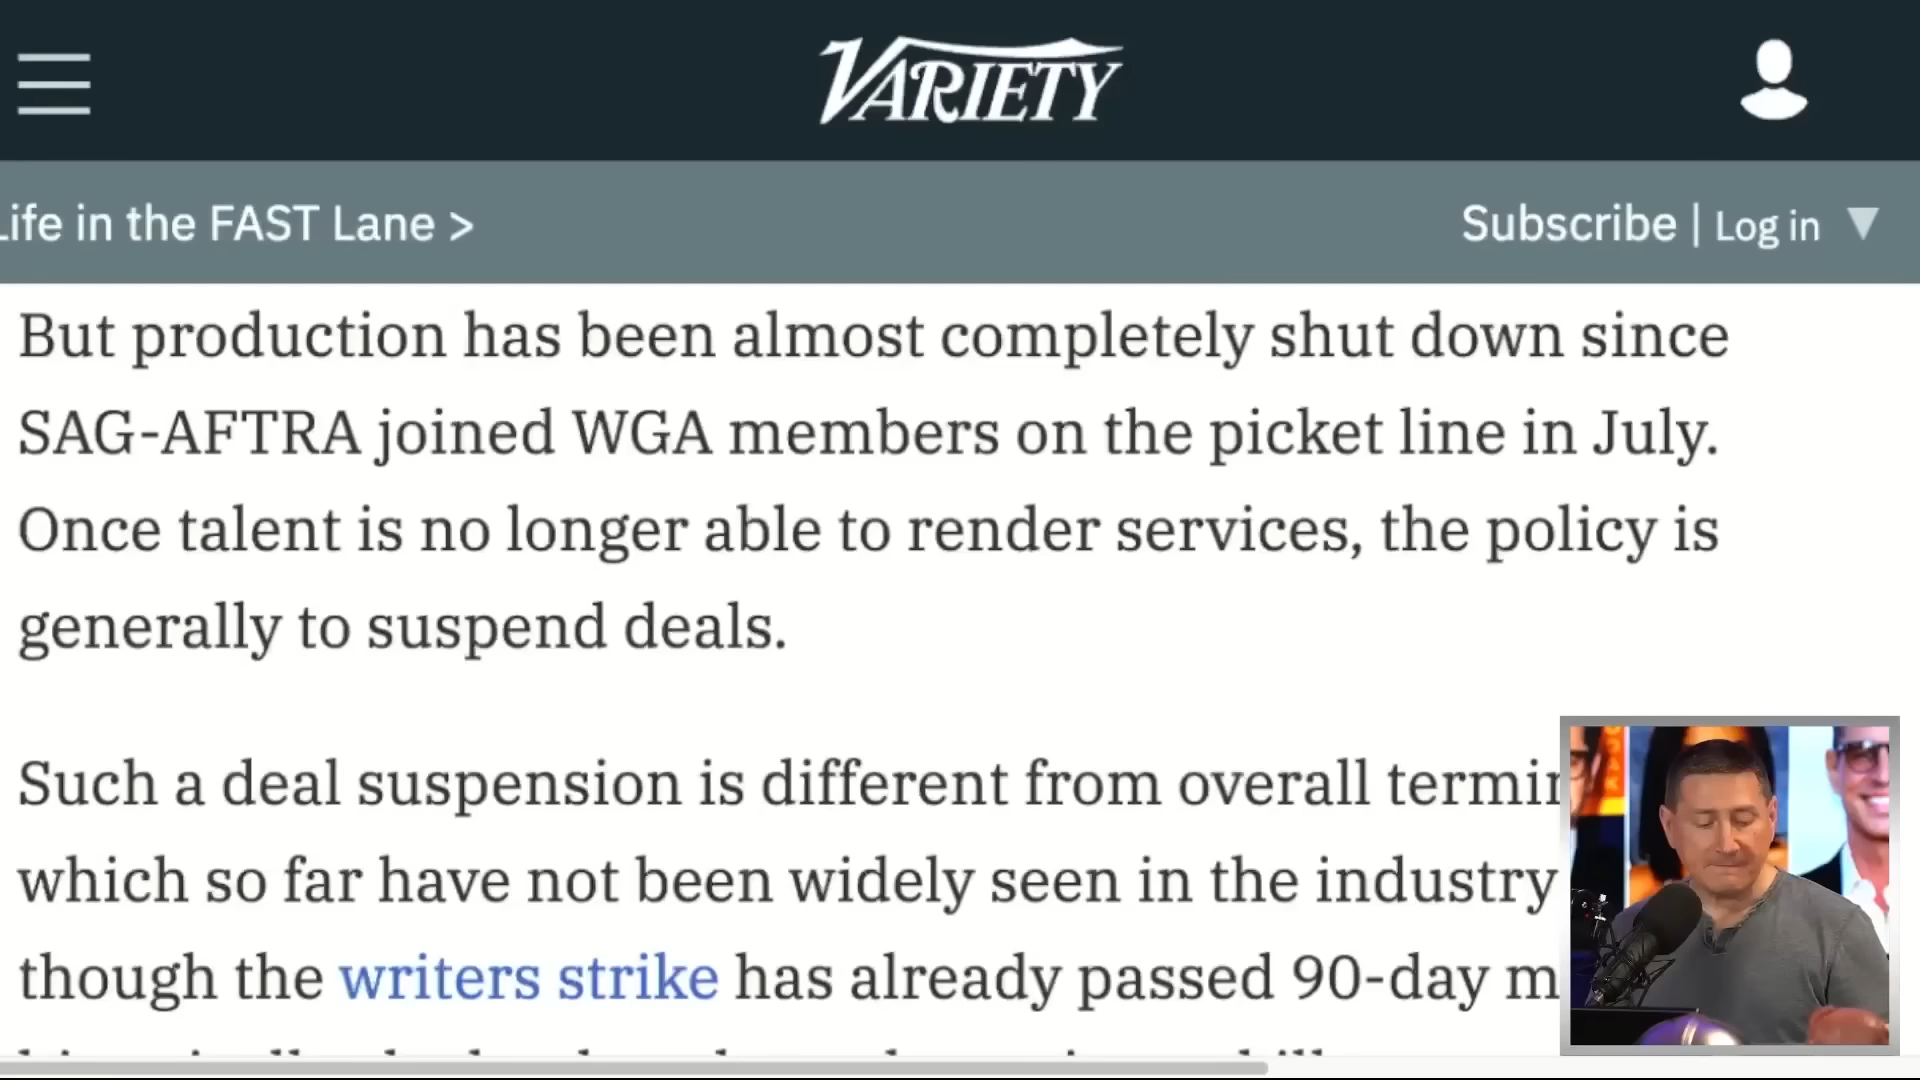 VARIETY
Life in the FAST Lane >
Subscribe | Log in
But production has been almost completely shut down since
SAG-AFTRA joined WGA members on the picket line in July.
Once talent is no longer able to render services, the policy is
generally to suspend deals.
Such a deal suspension is different from overall
which so far have not been widely seen in the industry
though the writers strike has already passed 90-day